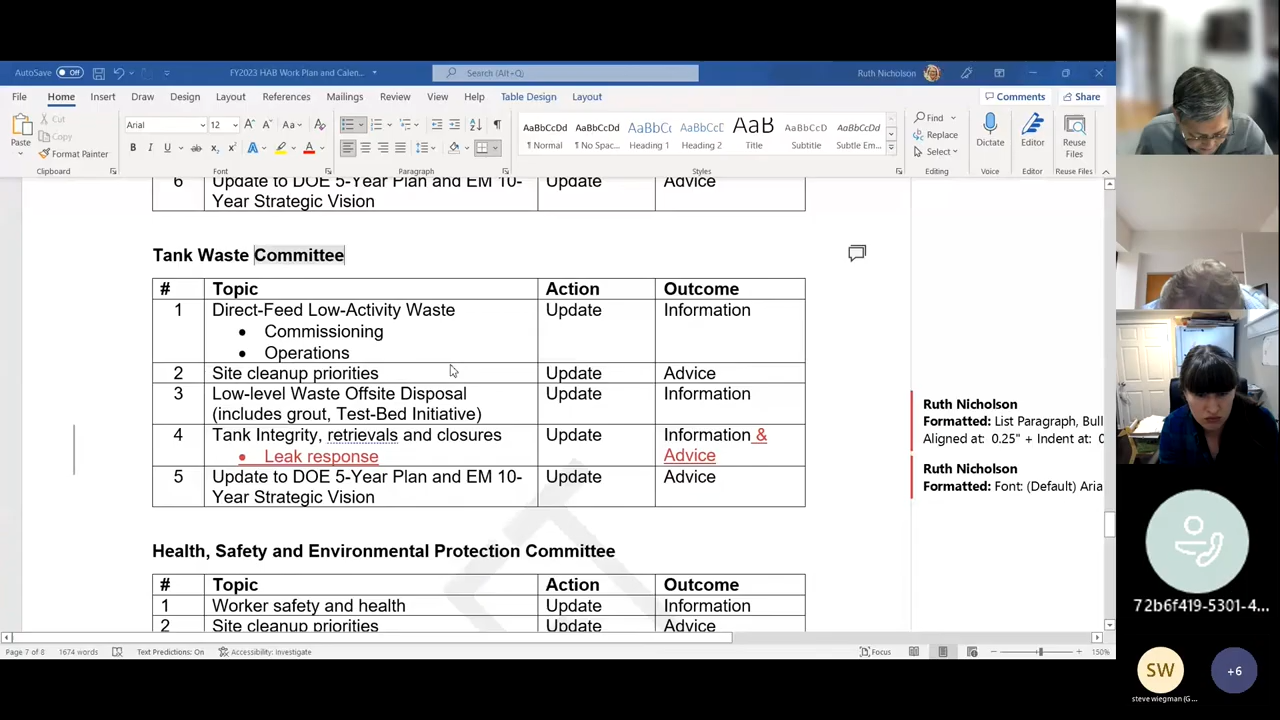 AutoSave Off FY2023 HAB Work Plan and Calen... Search (Alt+Q) Ruth Nicholson
File Home Insert Draw Design Layout References Mailings Review View Help Table Design Layout Comments Share
Paste Cut Copy Format Painter
Arial 12
AaBbCcDd AaBbCcDd AaBbC AaBbCcC AaB AaBbCcD AaBbCcDd
¶ Normal ¶ No Spac... Heading 1 Heading 2 Title Subtitle Subtle Em...
Find Replace Select
Dictate Editor Reuse Files
Clipboard Font Paragraph Styles Editing Voice Editor Reuse Files
6 Update to DOE 5-Year Plan and EM 10- Update Advice
Year Strategic Vision
Tank Waste Committee
# Topic Action Outcome
1 Direct-Feed Low-Activity Waste Update Information
• Commissioning
• Operations
2 Site cleanup priorities Update Advice
3 Low-level Waste Offsite Disposal Update Information
(includes grout, Test-Bed Initiative)
4 Tank Integrity, retrievals and closures Update Information &
• Leak response Advice
5 Update to DOE 5-Year Plan and EM 10- Update Advice
Year Strategic Vision
Ruth Nicholson
Formatted: List Paragraph, Bull
Aligned at: 0.25" + Indent at: 0
Ruth Nicholson
Formatted: Font: (Default) Aria
Health, Safety and Environmental Protection Committee
# Topic Action Outcome
1 Worker safety and health Update Information
2 Site cleanup priorities Update Advice
Page 7 of 8 1674 words Text Predictions: On Accessibility: Investigate Focus 150%
72b6f419-5301-4...
SW +6
steve wiegman (G...